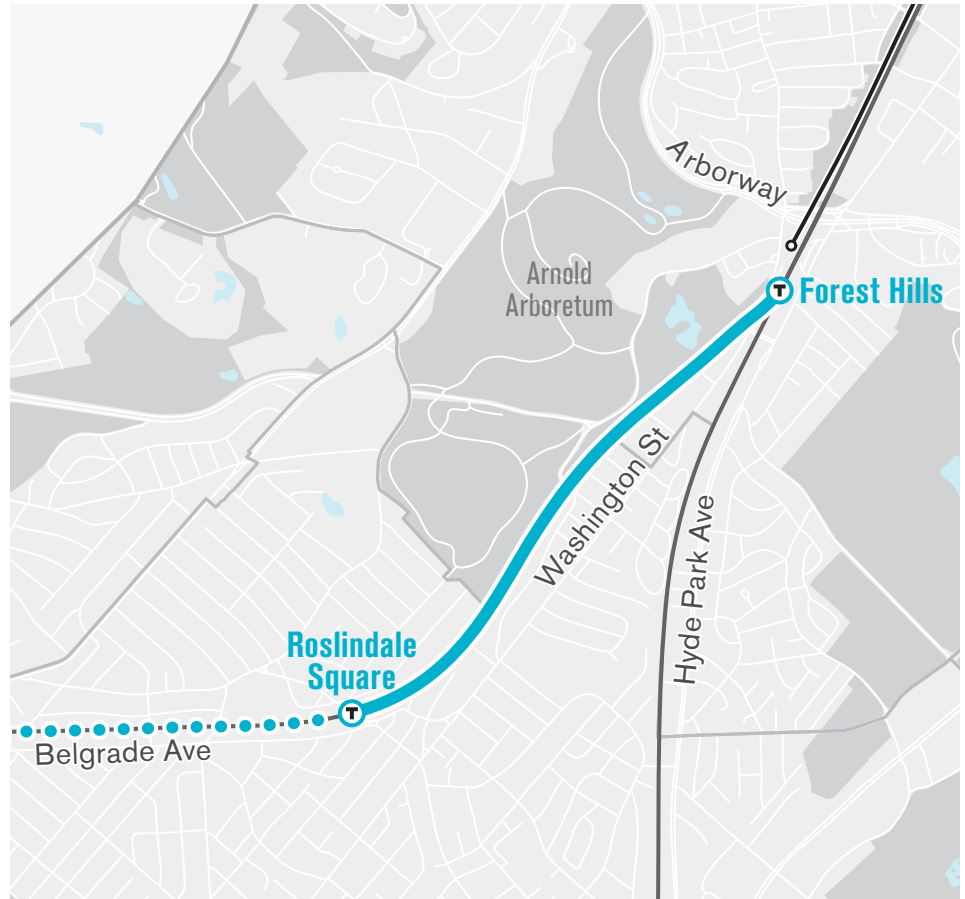 Arborway
Arnold
Arboretum
T
Forest Hills
Washington St
Hyde Park Ave
Roslindale
Square
T
Belgrade Ave